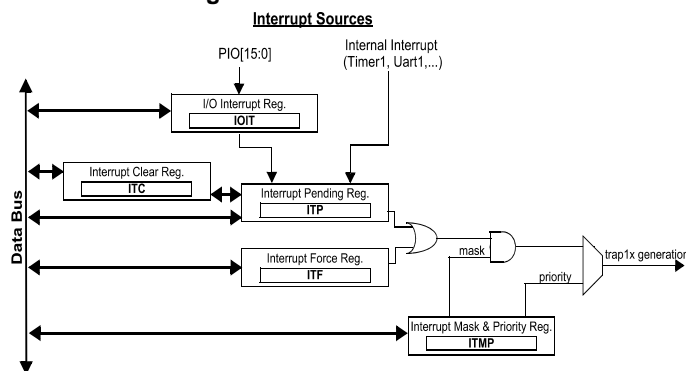 Interrupt Sources
PIO[15:0]
Internal Interrupt
(Timer1, Uart1,...)
I/O Interrupt Reg.
IOIT
Interrupt Clear Reg.
ITC
Interrupt Pending Reg.
ITP
Data Bus
Interrupt Force Reg.
ITF
mask
trap1x generation
priority
Interrupt Mask & Priority Reg.
ITMP